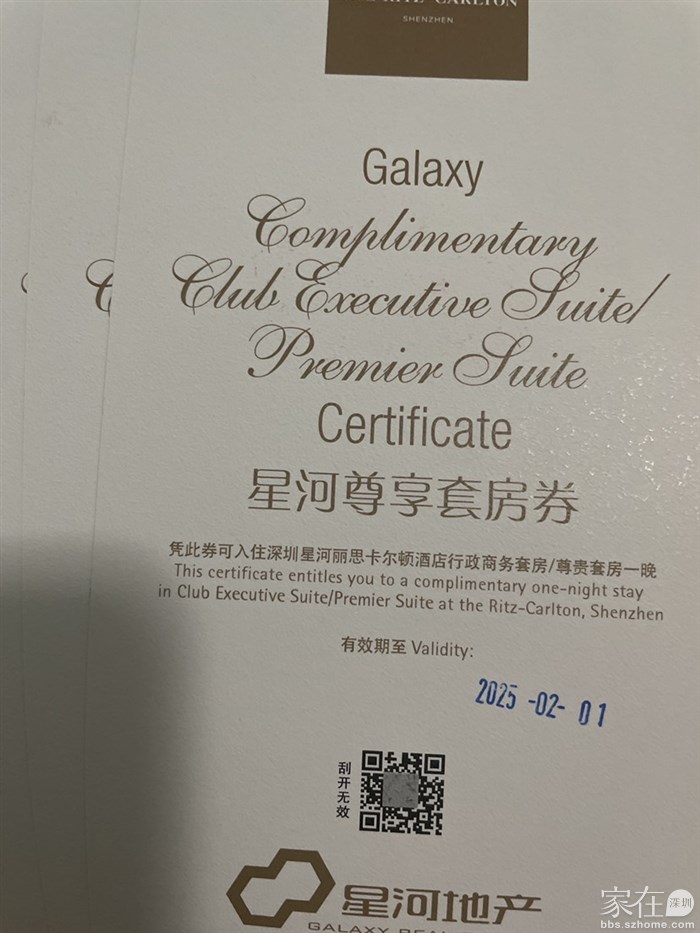 CARLTON
SHENZHEN
Galaxy
Complimentary
Club Executive Suite/
Premier Suite
Certificate
星河尊享套房券
凭此券可入住深圳星河丽思卡尔顿酒店行政商务套房/尊贵套房一晚
This certificate entitles you to a complimentary one-night stay
in Club Executive Suite/Premier Suite at the Ritz-Carlton, Shenzhen
有效期至 Validity:
2025 -02- 01
刮开无效
星河地产
GALAXY
家在深圳
bbs.szhome.com